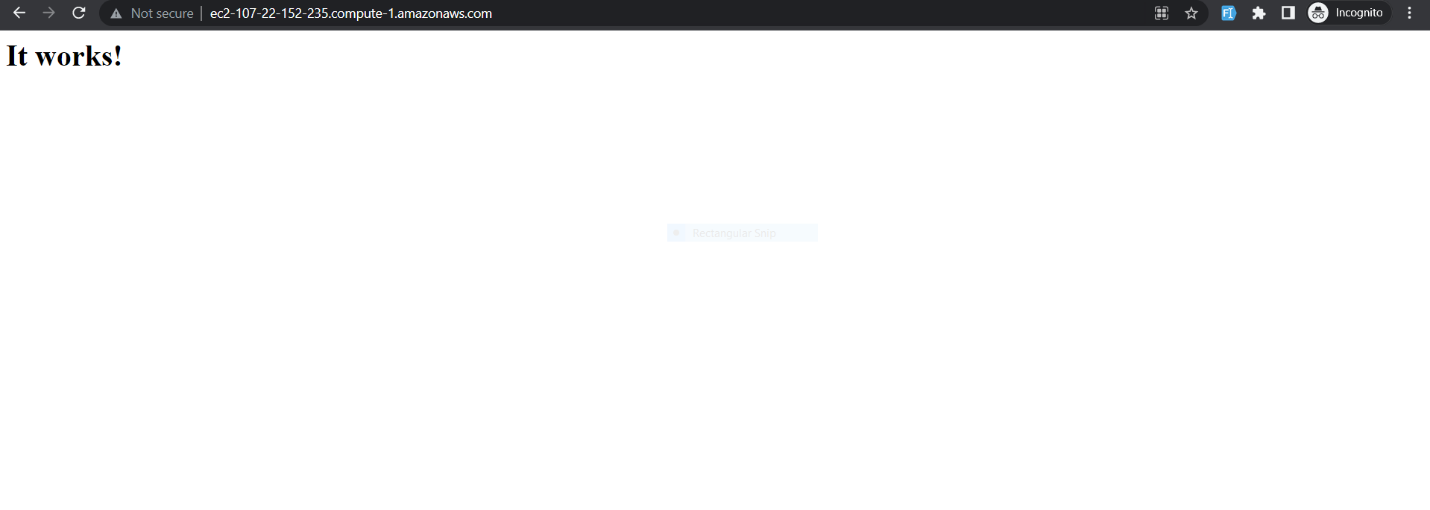 Not secure | ec2-107-22-152-235.compute-1.amazonaws.com
Incognito
It works!
Rectangular Snip